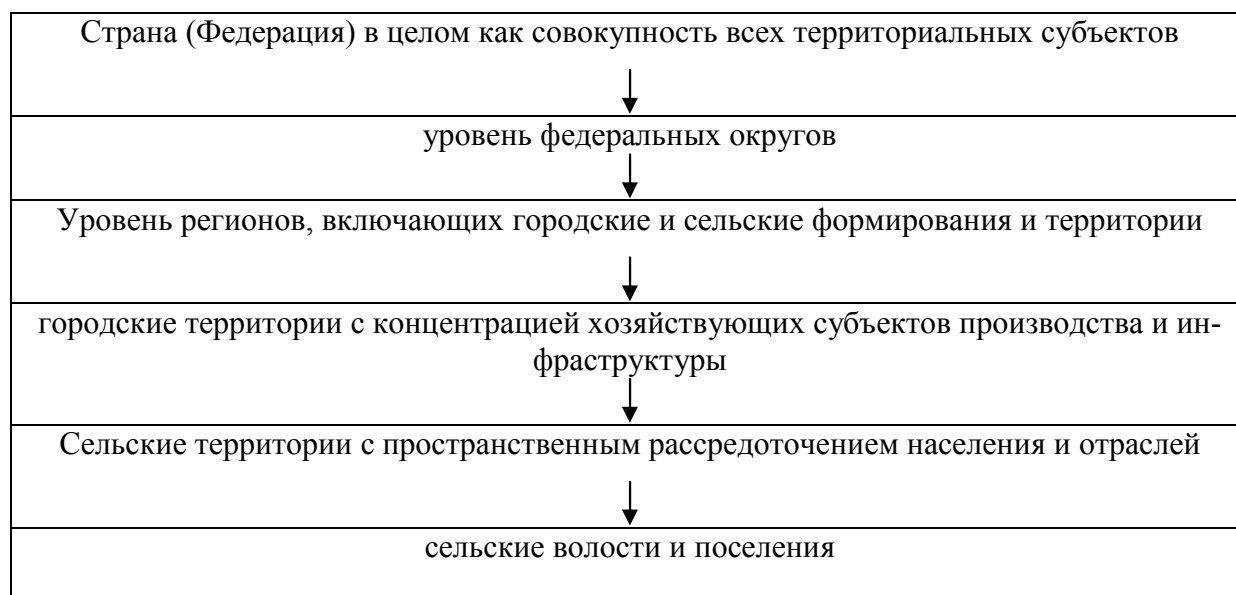 Страна (Федерация) в целом как совокупность всех территориальных субъектов
уровень федеральных округов
Уровень регионов, включающих городские и сельские формирования и территории
городские территории с концентрацией хозяйствующих субъектов производства и ин-
фраструктуры
Сельские территории с пространственным рассредоточением населения и отраслей
сельские волости и поселения